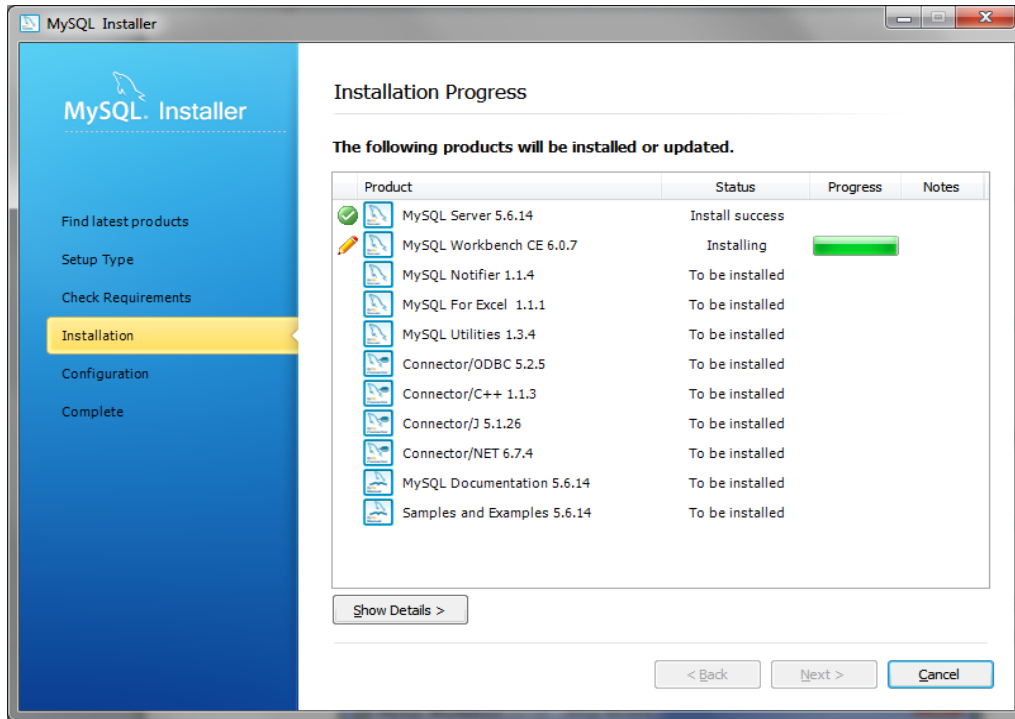 MySQL Installer
MySQL. Installer
Installation Progress
The following products will be installed or updated.
Find latest products
Setup Type
Check Requirements
Installation
Configuration
Complete
Product Status Progress Notes
MySQL Server 5.6.14 Install success
MySQL Workbench CE 6.0.7 Installing
MySQL Notifier 1.1.4 To be installed
MySQL For Excel 1.1.1 To be installed
MySQL Utilities 1.3.4 To be installed
Connector/ODBC 5.2.5 To be installed
Connector/C++ 1.1.3 To be installed
Connector/J 5.1.26 To be installed
Connector/NET 6.7.4 To be installed
MySQL Documentation 5.6.14 To be installed
Samples and Examples 5.6.14 To be installed
Show Details >
< Back Next > Cancel